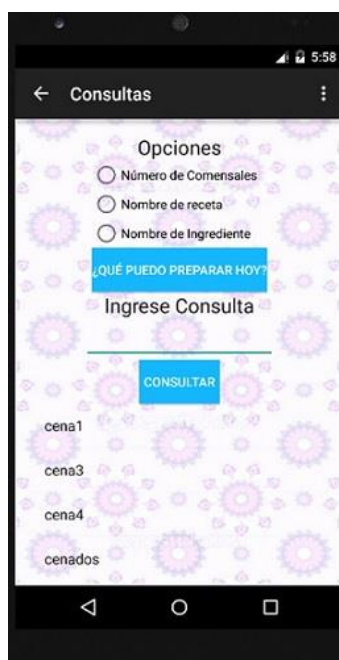 5:58
Consultas
Opciones
Número de Comensales
Nombre de receta
Nombre de Ingrediente
¿QUÉ PUEDO PREPARAR HOY?
Ingrese Consulta
CONSULTAR
cena1
cena3
cena4
cenados